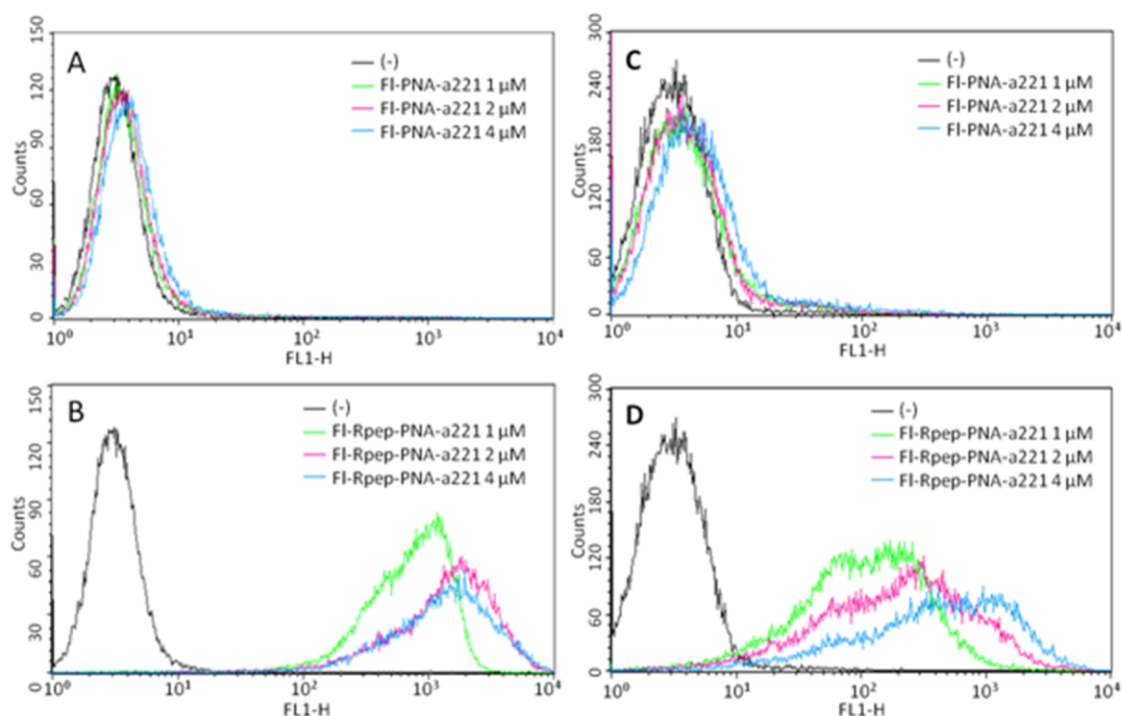 A
(-)
Fl-PNA-a221 1 µM
Fl-PNA-a221 2 µM
Fl-PNA-a221 4 µM
Counts
150
120
90
60
30
0
10⁰ 10¹ 10² 10³ 10⁴
FL1-H
C
(-)
Fl-PNA-a221 1 µM
Fl-PNA-a221 2 µM
Fl-PNA-a221 4 µM
Counts
300
240
180
120
60
0
10⁰ 10¹ 10² 10³ 10⁴
FL1-H
B
(-)
Fl-Rpep-PNA-a221 1 µM
Fl-Rpep-PNA-a221 2 µM
Fl-Rpep-PNA-a221 4 µM
Counts
150
120
90
60
30
0
10⁰ 10¹ 10² 10³ 10⁴
FL1-H
D
(-)
Fl-Rpep-PNA-a221 1 µM
Fl-Rpep-PNA-a221 2 µM
Fl-Rpep-PNA-a221 4 µM
Counts
300
240
180
120
60
0
10⁰ 10¹ 10² 10³ 10⁴
FL1-H